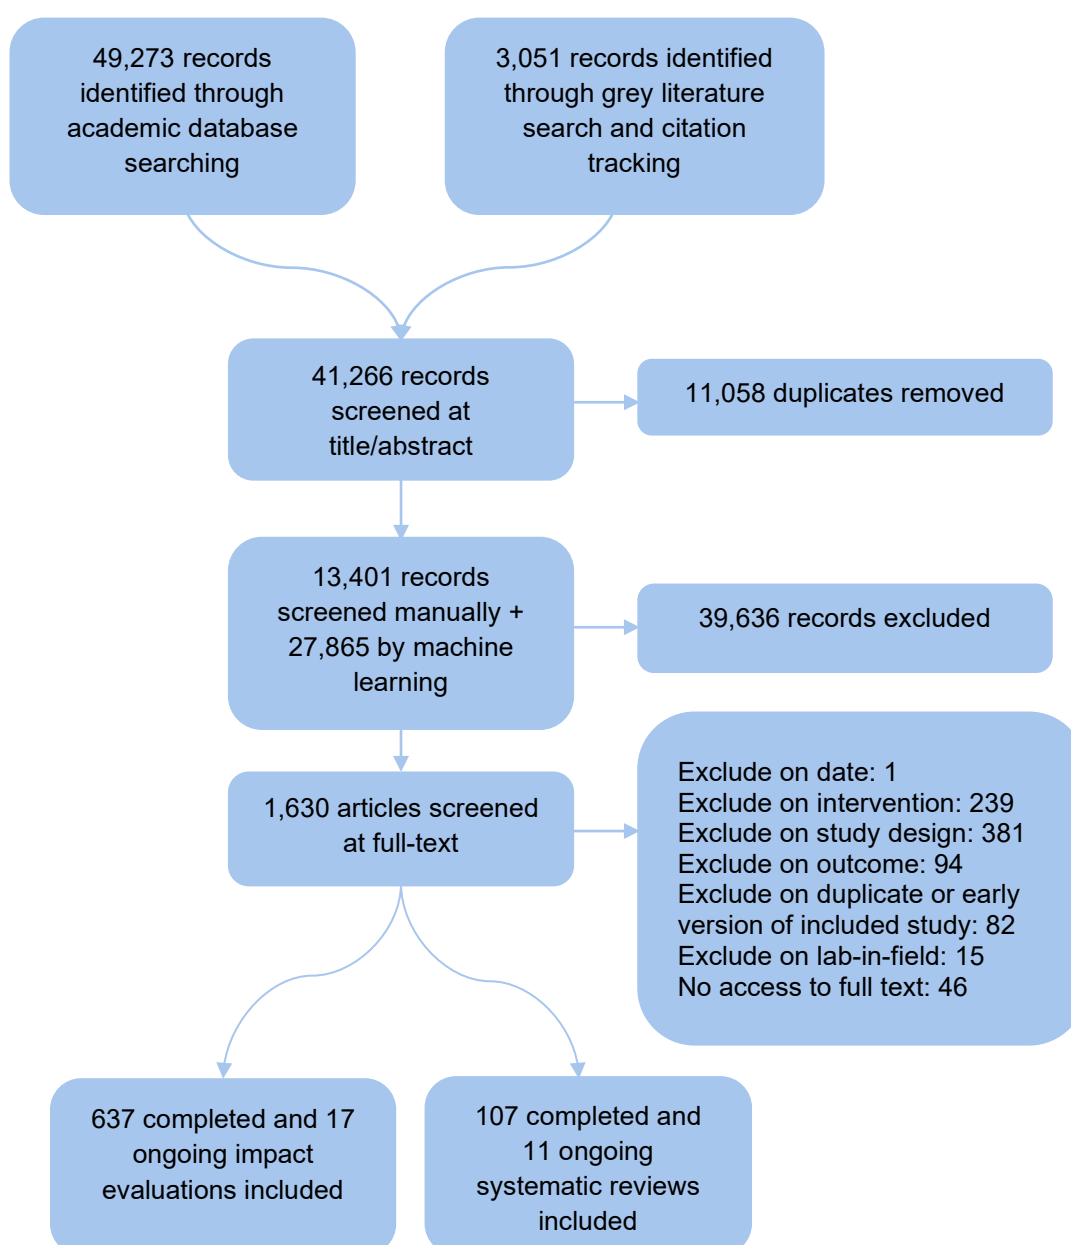 49,273 records
identified through
academic database
searching
3,051 records identified
through grey literature
search and citation
tracking
41,266 records
screened at
title/abstract
11,058 duplicates removed
13,401 records
screened manually +
27,865 by machine
learning
39,636 records excluded
1,630 articles screened
at full-text
Exclude on date: 1
Exclude on intervention: 239
Exclude on study design: 381
Exclude on outcome: 94
Exclude on duplicate or early
version of included study: 82
Exclude on lab-in-field: 15
No access to full text: 46
637 completed and 17
ongoing impact
evaluations included
107 completed and
11 ongoing
systematic reviews
included